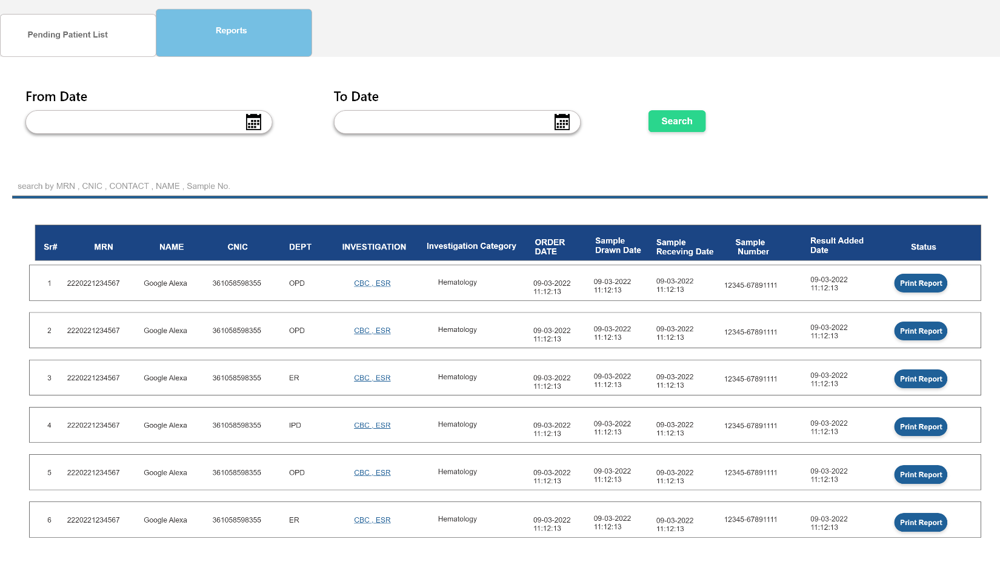 Pending Patient List
Reports
From Date
To Date
Search
search by MRN , CNIC , CONTACT , NAME , Sample No.
Sr# MRN NAME CNIC DEPT INVESTIGATION Investigation Category ORDER DATE Sample Drawn Date Sample Receving Date Sample Number Result Added Date Status
1 2220221234567 Google Alexa 361058598355 OPD CBC , ESR Hematology 09-03-2022 11:12:13 09-03-2022 11:12:13 09-03-2022 11:12:13 12345-67891111 09-03-2022 11:12:13 Print Report
2 2220221234567 Google Alexa 361058598355 OPD CBC , ESR Hematology 09-03-2022 11:12:13 09-03-2022 11:12:13 09-03-2022 11:12:13 12345-67891111 09-03-2022 11:12:13 Print Report
3 2220221234567 Google Alexa 361058598355 ER CBC , ESR Hematology 09-03-2022 11:12:13 09-03-2022 11:12:13 09-03-2022 11:12:13 12345-67891111 09-03-2022 11:12:13 Print Report
4 2220221234567 Google Alexa 361058598355 IPD CBC , ESR Hematology 09-03-2022 11:12:13 09-03-2022 11:12:13 09-03-2022 11:12:13 12345-67891111 09-03-2022 11:12:13 Print Report
5 2220221234567 Google Alexa 361058598355 OPD CBC , ESR Hematology 09-03-2022 11:12:13 09-03-2022 11:12:13 09-03-2022 11:12:13 12345-67891111 09-03-2022 11:12:13 Print Report
6 2220221234567 Google Alexa 361058598355 ER CBC , ESR Hematology 09-03-2022 11:12:13 09-03-2022 11:12:13 09-03-2022 11:12:13 12345-67891111 09-03-2022 11:12:13 Print Report